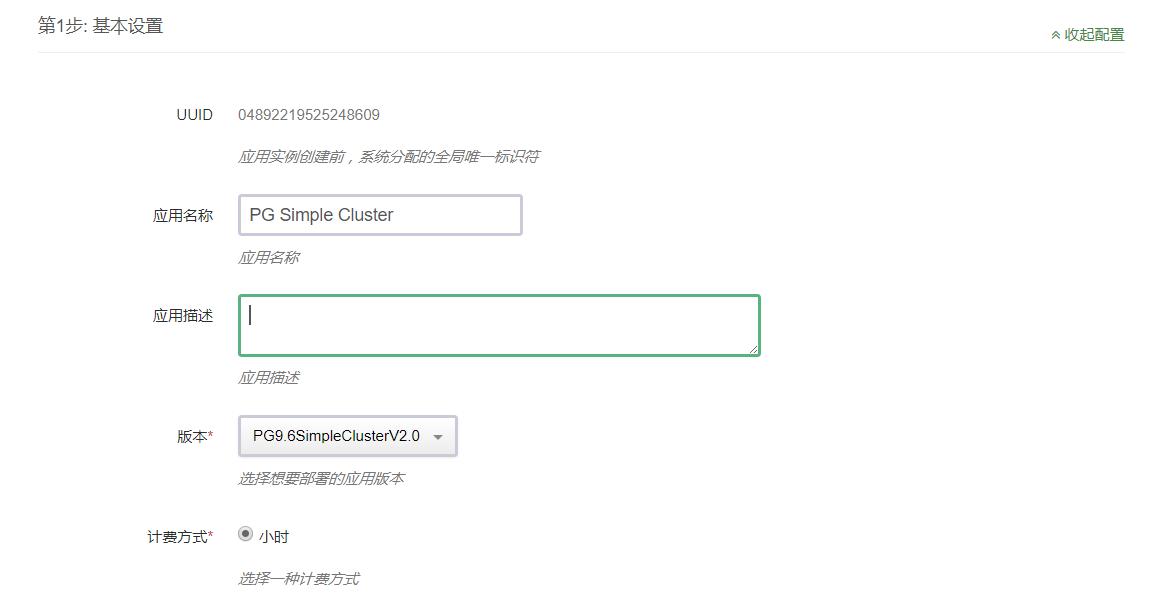 第1步: 基本设置
收起配置
UUID 04892219525248609
应用实例创建前，系统分配的全局唯一标识符
应用名称 PG Simple Cluster
应用名称
应用描述
应用描述
版本* PG9.6SimpleClusterV2.0
选择想要部署的应用版本
计费方式* 小时
选择一种计费方式